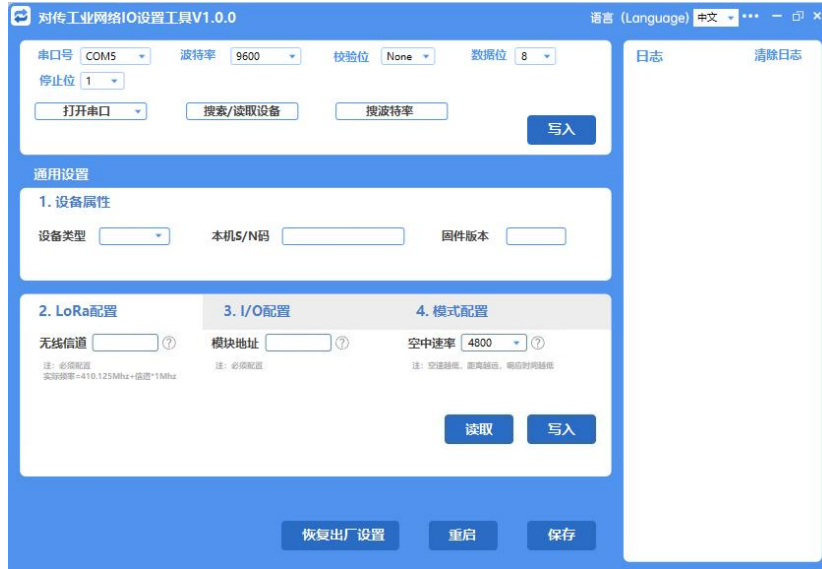 对传工业网络IO设置工具V1.0.0
语言 (Language) 中文
串口号 COM5 波特率 9600 校验位 None 数据位 8
停止位 1
打开串口 搜索/读取设备 搜波特率
写入
日志 清除日志
通用设置
1. 设备属性
设备类型 本机S/N码 固件版本
2. LoRa配置 3. I/O配置 4. 模式配置
无线信道 ? 模块地址 ? 空中速率 4800 ?
注: 必须配置 注: 必须配置 注: 空速越低, 距离越远, 响应时间越低
实际频率=410.125Mhz+信道*1Mhz
读取 写入
恢复出厂设置 重启 保存